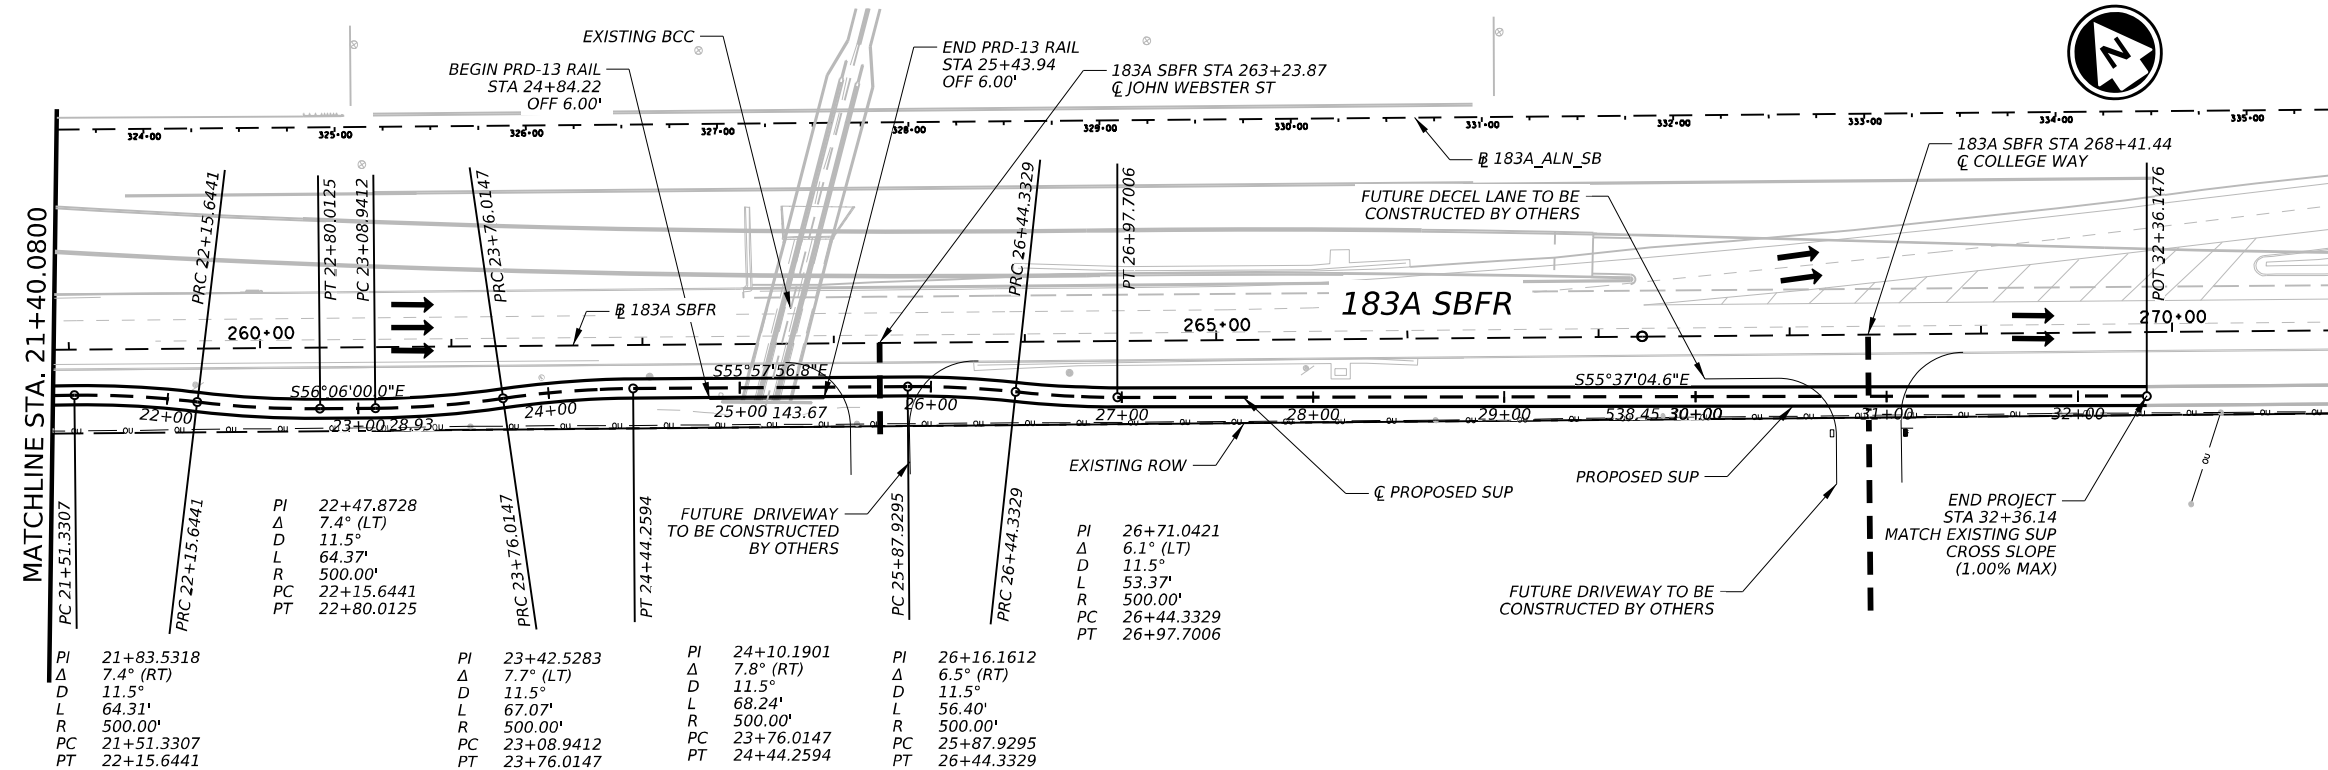 EXISTING BCC
BEGIN PRD-13 RAIL
STA 24+84.22
OFF 6.00'
END PRD-13 RAIL
STA 25+43.94
OFF 6.00'
183A SBFR STA 263+23.87
℄ JOHN WEBSTER ST
N
324+00
325+00
326+00
327+00
328+00
329+00
330+00
331+00
332+00
333+00
334+00
335+00
B 183A_ALN_SB
183A SBFR STA 268+41.44
℄ COLLEGE WAY
FUTURE DECEL LANE TO BE
CONSTRUCTED BY OTHERS
MATCHLINE STA. 21+40.0800
PRC 22+15.6441
PT 22+80.0125
PC 23+08.9412
PRC 23+76.0147
PRC 26+44.3329
PT 26+97.7006
POT 32+36.1476
B 183A SBFR
183A SBFR
260+00
265+00
270+00
S56°06'00.0"E
S55°57'56.8"E
S55°37'04.6"E
22+00
23+00
28.93
24+00
25+00
143.67
26+00
27+00
28+00
29+00
538.45
30+00
31+00
32+00
OU
EXISTING ROW
℄ PROPOSED SUP
PROPOSED SUP
FUTURE DRIVEWAY
TO BE CONSTRUCTED
BY OTHERS
FUTURE DRIVEWAY TO BE
CONSTRUCTED BY OTHERS
END PROJECT
STA 32+36.14
MATCH EXISTING SUP
CROSS SLOPE
(1.00% MAX)
PC 21+51.3307
PRC 22+15.6441
PRC 23+76.0147
PT 24+44.2594
PC 25+87.9295
PRC 26+44.3329
PI 22+47.8728
Δ 7.4° (LT)
D 11.5°
L 64.37'
R 500.00'
PC 22+15.6441
PT 22+80.0125
PI 26+71.0421
Δ 6.1° (LT)
D 11.5°
L 53.37'
R 500.00'
PC 26+44.3329
PT 26+97.7006
PI 21+83.5318
Δ 7.4° (RT)
D 11.5°
L 64.31'
R 500.00'
PC 21+51.3307
PT 22+15.6441
PI 23+42.5283
Δ 7.7° (LT)
D 11.5°
L 67.07'
R 500.00'
PC 23+08.9412
PT 23+76.0147
PI 24+10.1901
Δ 7.8° (RT)
D 11.5°
L 68.24'
R 500.00'
PC 23+76.0147
PT 24+44.2594
PI 26+16.1612
Δ 6.5° (RT)
D 11.5°
L 56.40'
R 500.00'
PC 25+87.9295
PT 26+44.3329